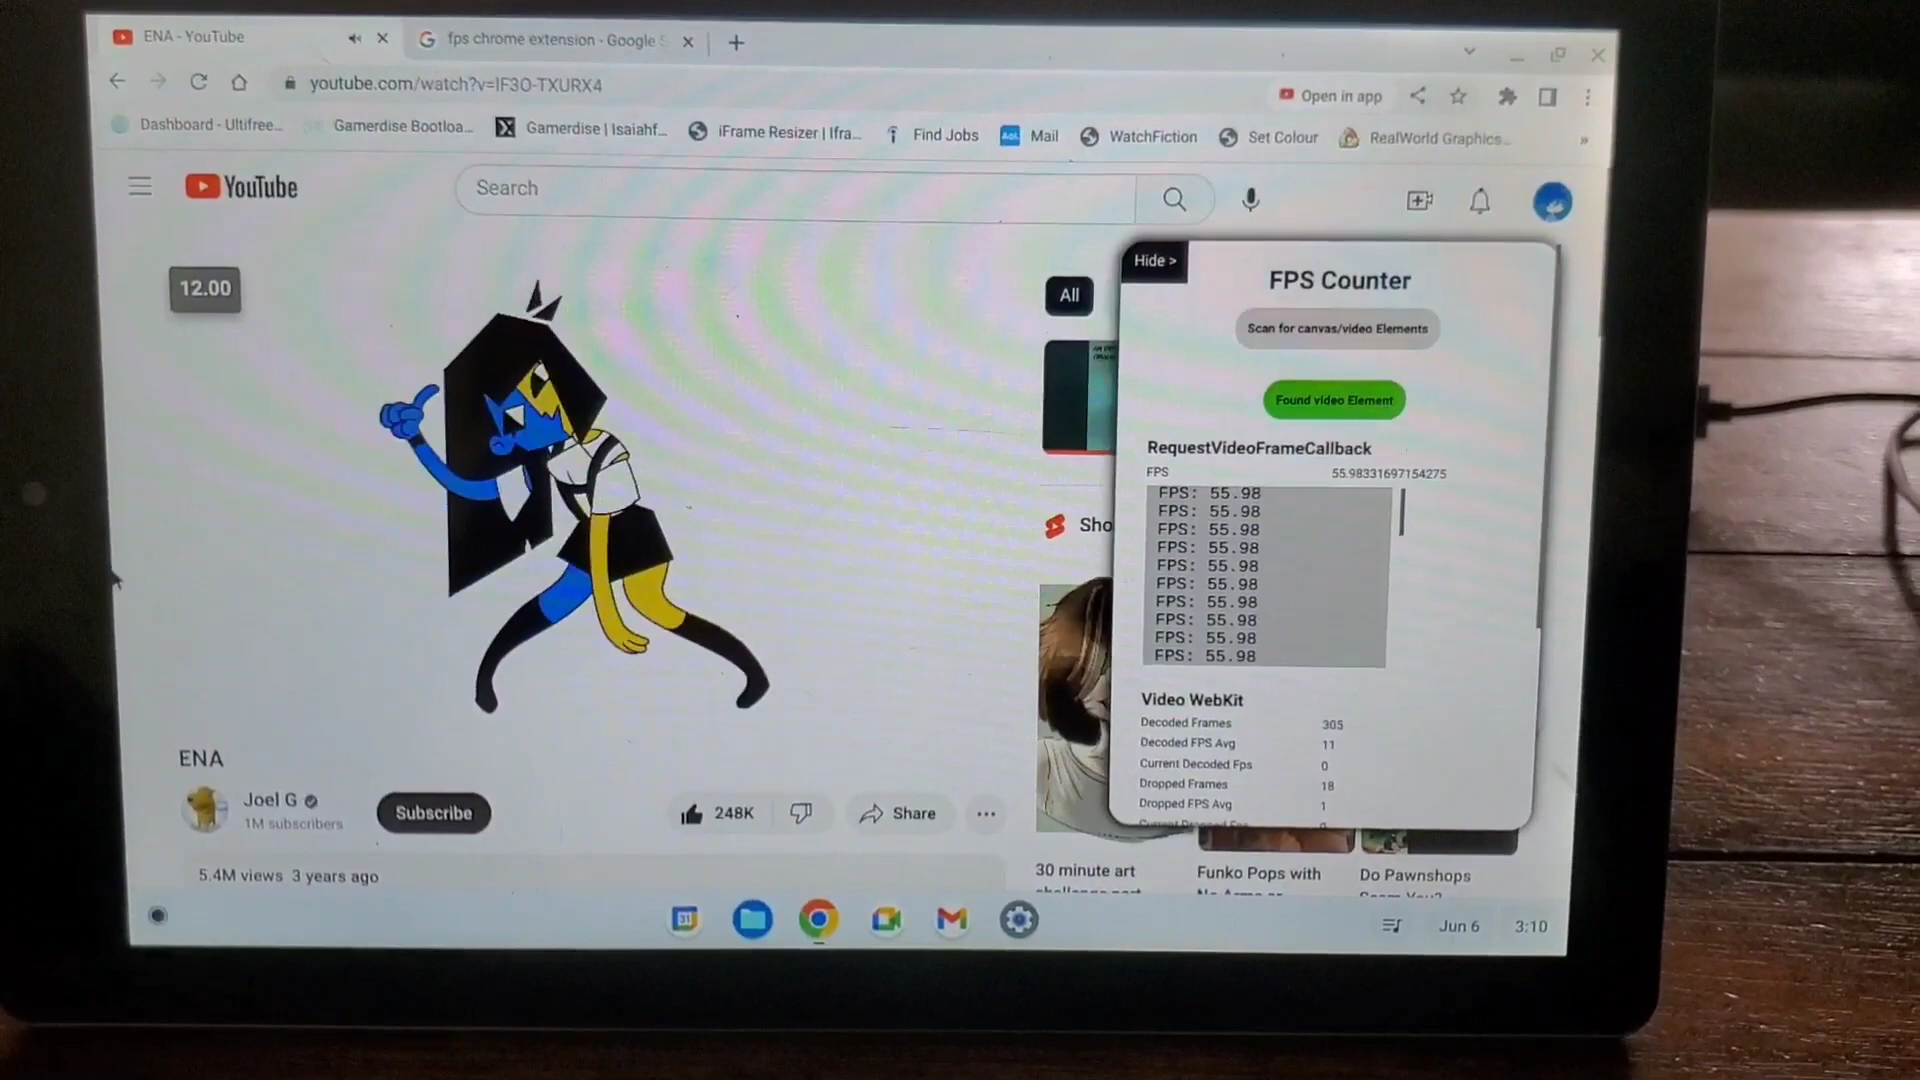 ENA - YouTube
fps chrome extension - Google S
youtube.com/watch?v=IF3O-TXURX4
Open in app
Dashboard - Ultifree...
Gamerdise Bootloa...
Gamerdise | Isaiahf...
iFrame Resizer | Ifra...
Find Jobs
Aol.
Mail
WatchFiction
Set Colour
RealWorld Graphics...
»
YouTube
Search
12.00
All
Hide >
FPS Counter
Scan for canvas/video Elements
Found video Element
RequestVideoFrameCallback
FPS 55.98331697154275
FPS: 55.98
FPS: 55.98
FPS: 55.98
FPS: 55.98
FPS: 55.98
FPS: 55.98
FPS: 55.98
FPS: 55.98
FPS: 55.98
FPS: 55.98
Sho
Video WebKit
Decoded Frames 305
Decoded FPS Avg 11
Current Decoded Fps 0
Dropped Frames 18
Dropped FPS Avg 1
ENA
Joel G
1M subscribers
Subscribe
248K
Share
5.4M views 3 years ago
30 minute art
Funko Pops with
Do Pawnshops
31
Jun 6
3:10